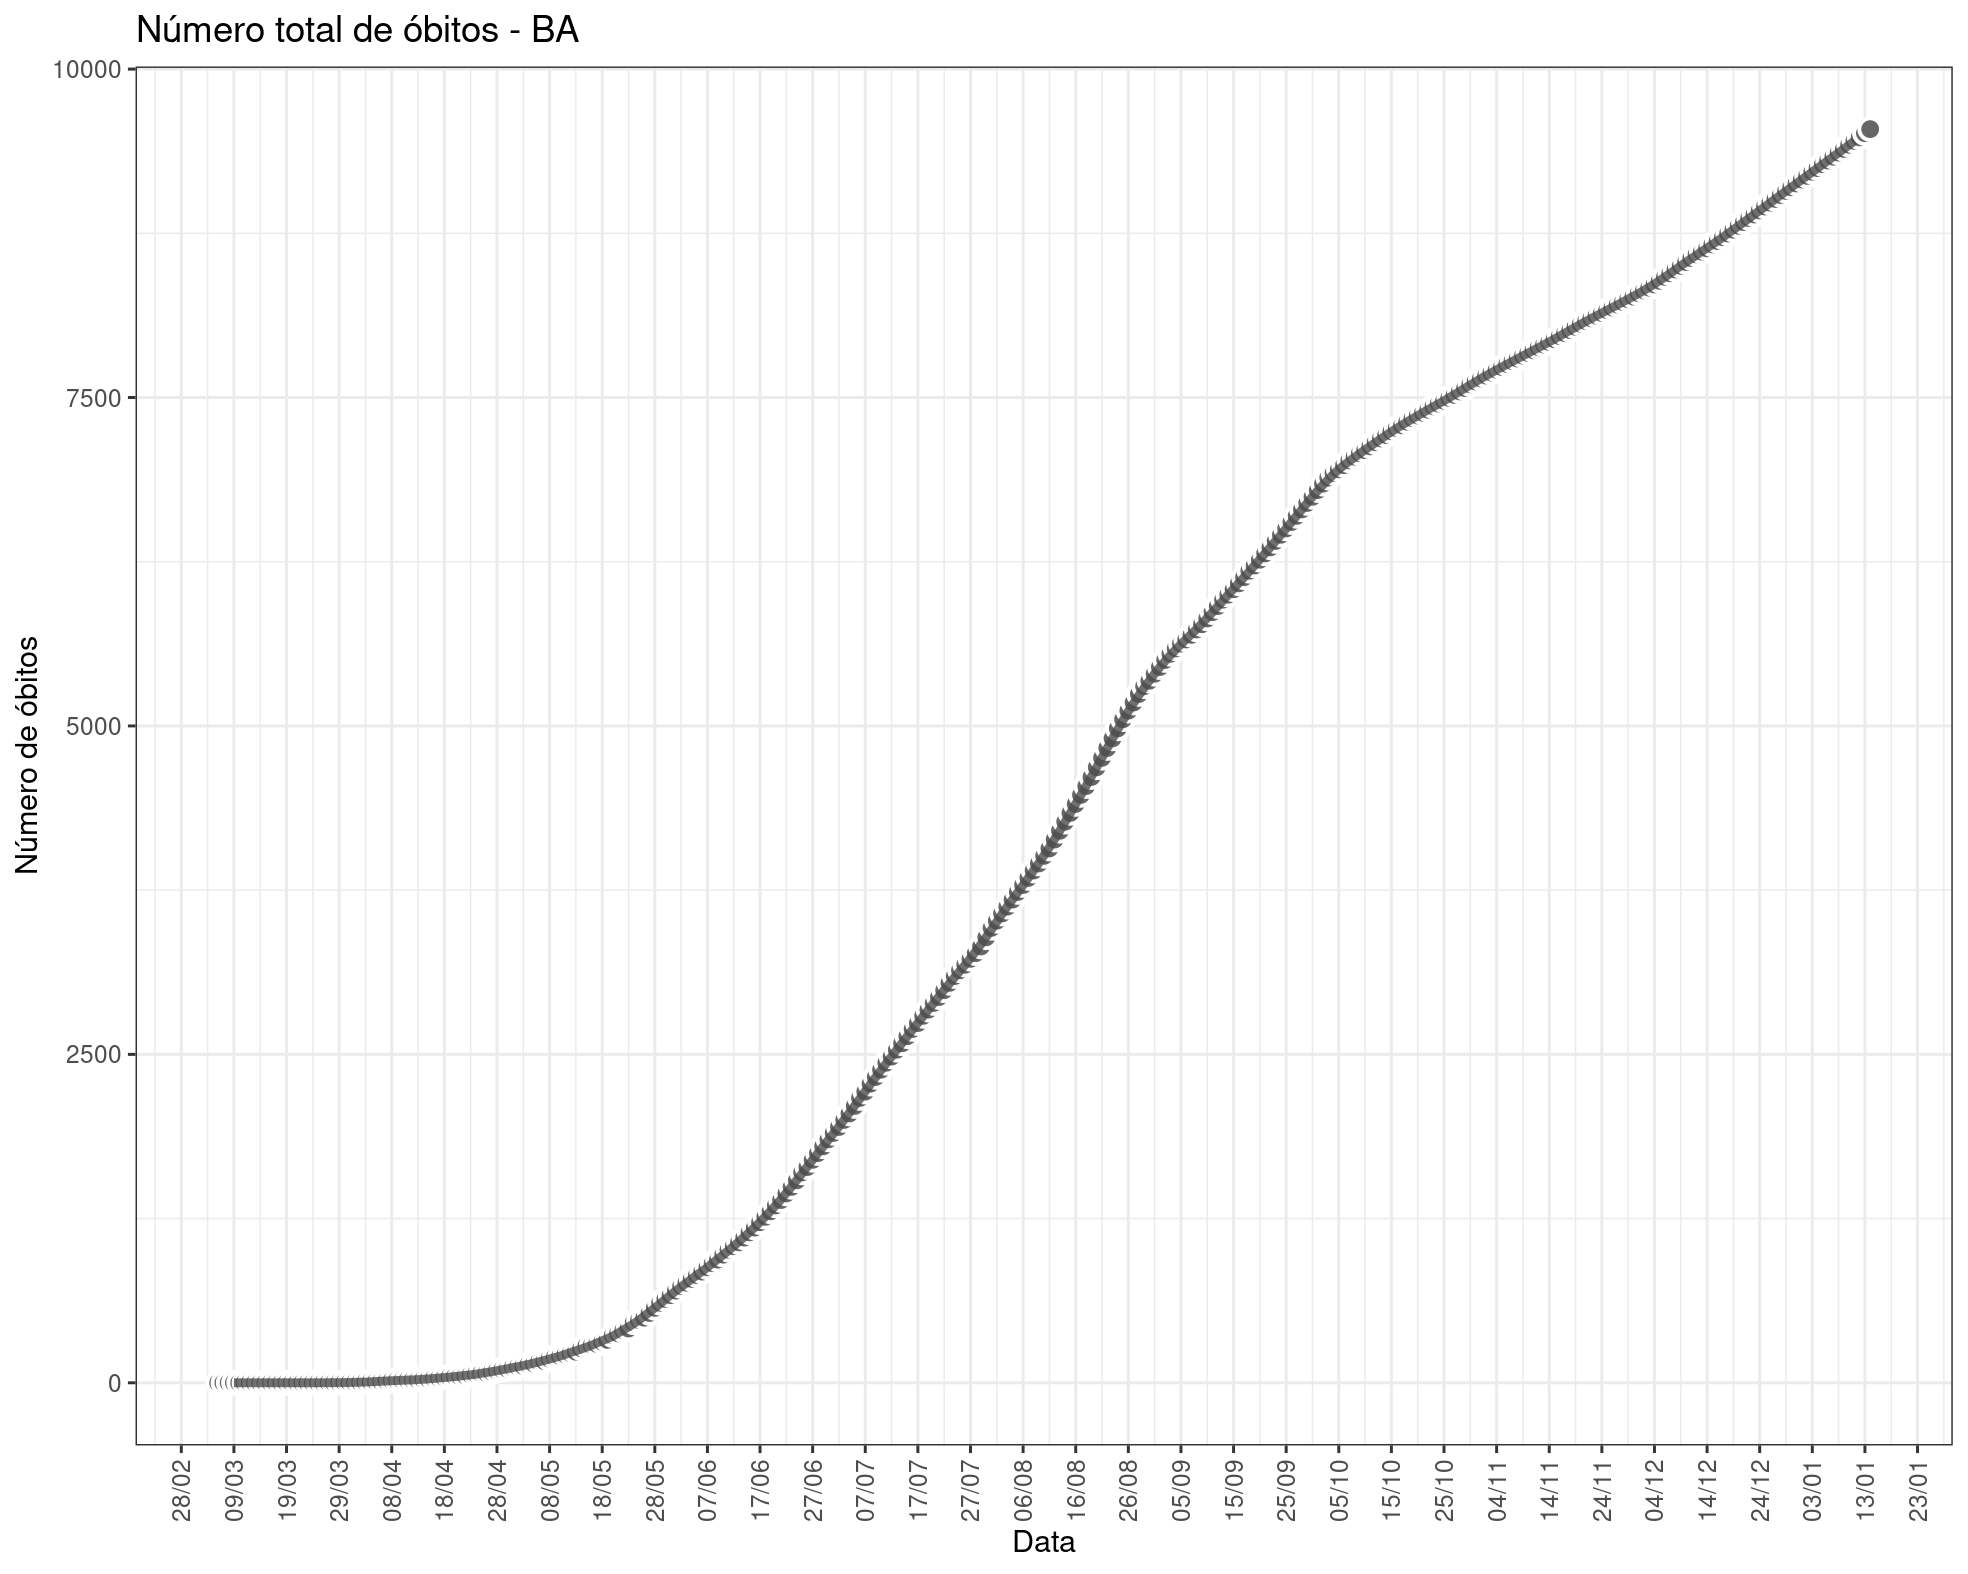 Número total de óbitos - BA
Número de óbitos
10000
7500
5000
2500
0
28/02 09/03 19/03 29/03 08/04 18/04 28/04 08/05 18/05 28/05 07/06 17/06 27/06 07/07 17/07 27/07 06/08 16/08 26/08 05/09 15/09 25/09 05/10 15/10 25/10 04/11 14/11 24/11 04/12 14/12 24/12 03/01 13/01 23/01
Data